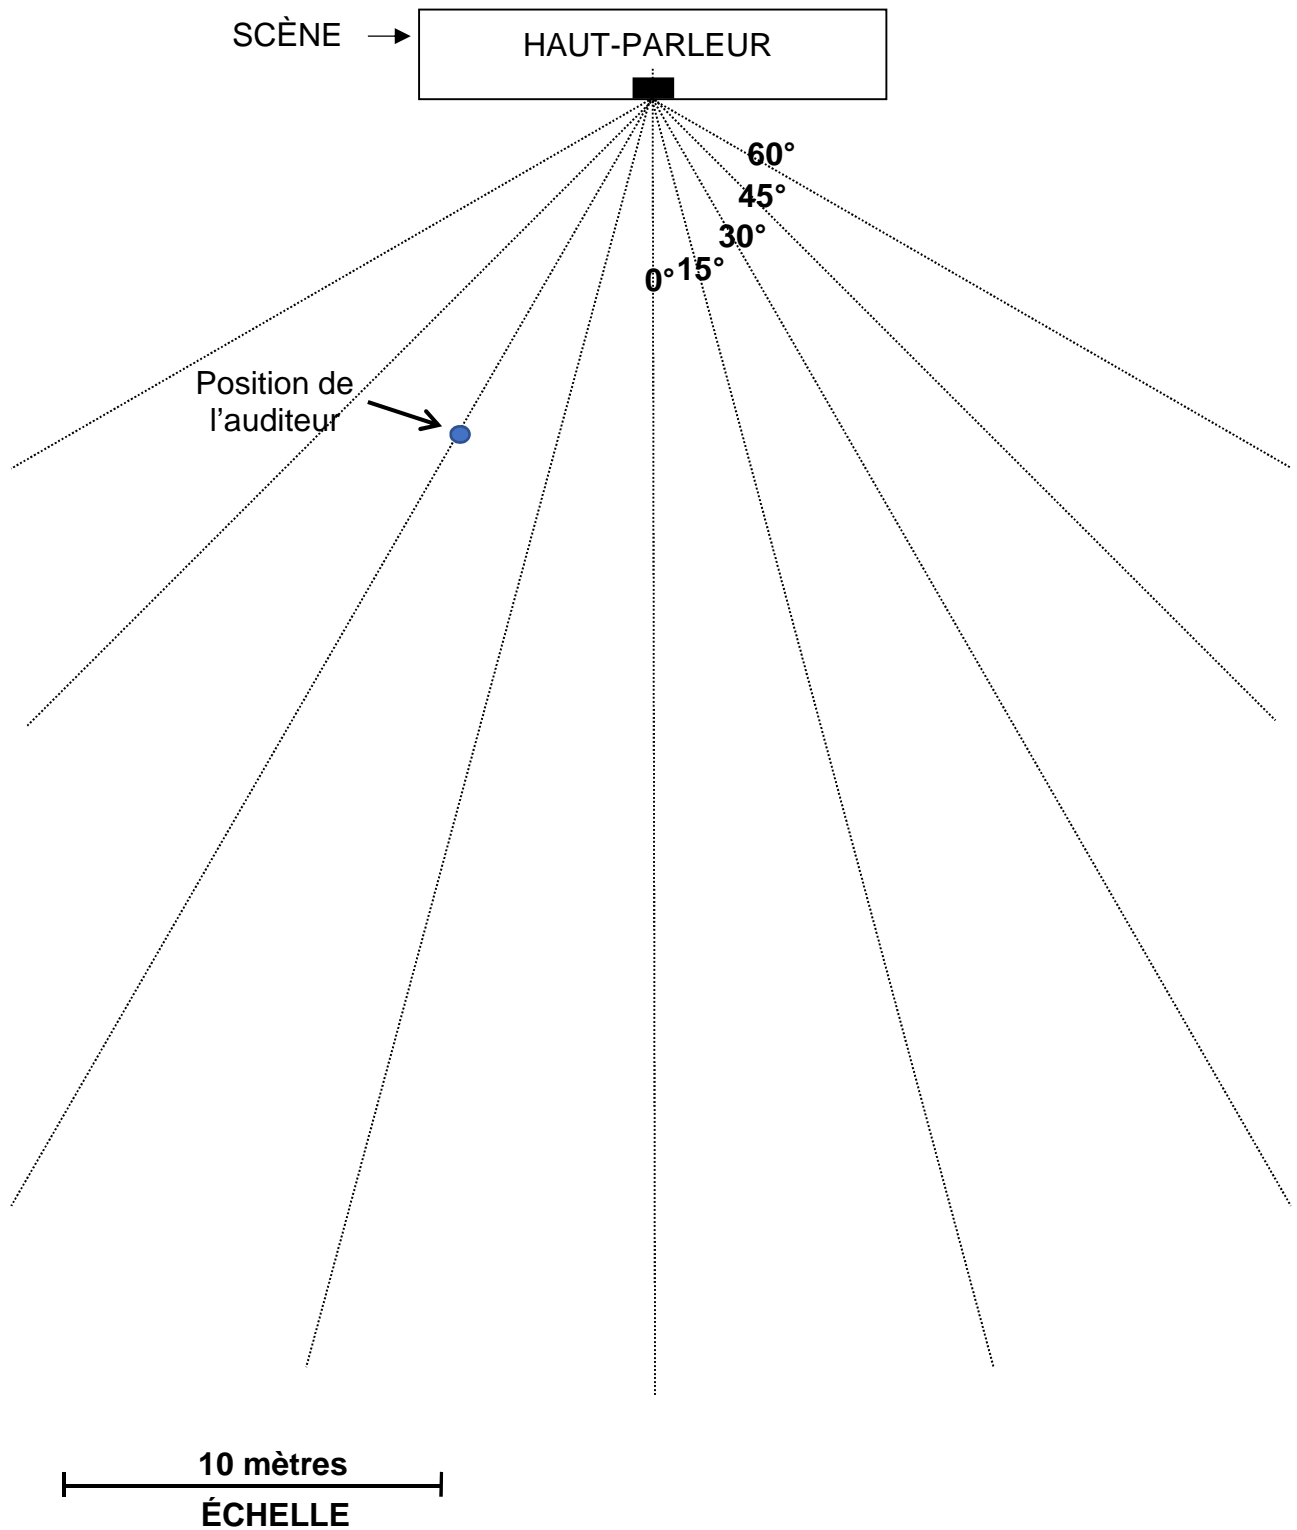 SCÈNE
HAUT-PARLEUR
60°
45°
30°
15°
0°
Position de
l’auditeur
10 mètres
ÉCHELLE